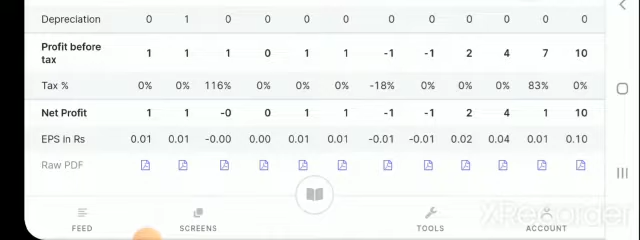 Depreciation 0 1 0 0 0 0 0 0 0 0 0 0
Profit before tax 1 1 1 0 1 1 -1 -1 2 4 7 10
Tax % 0% 0% 116% 0% 0% 0% -18% 0% 0% 0% 83% 0%
Net Profit 1 1 -0 0 1 1 -1 -1 2 4 1 10
EPS in Rs 0.01 0.01 -0.00 0.00 0.01 0.01 -0.01 -0.01 0.02 0.04 0.01 0.10
Raw PDF
FEED SCREENS TOOLS ACCOUNT
XRecorder